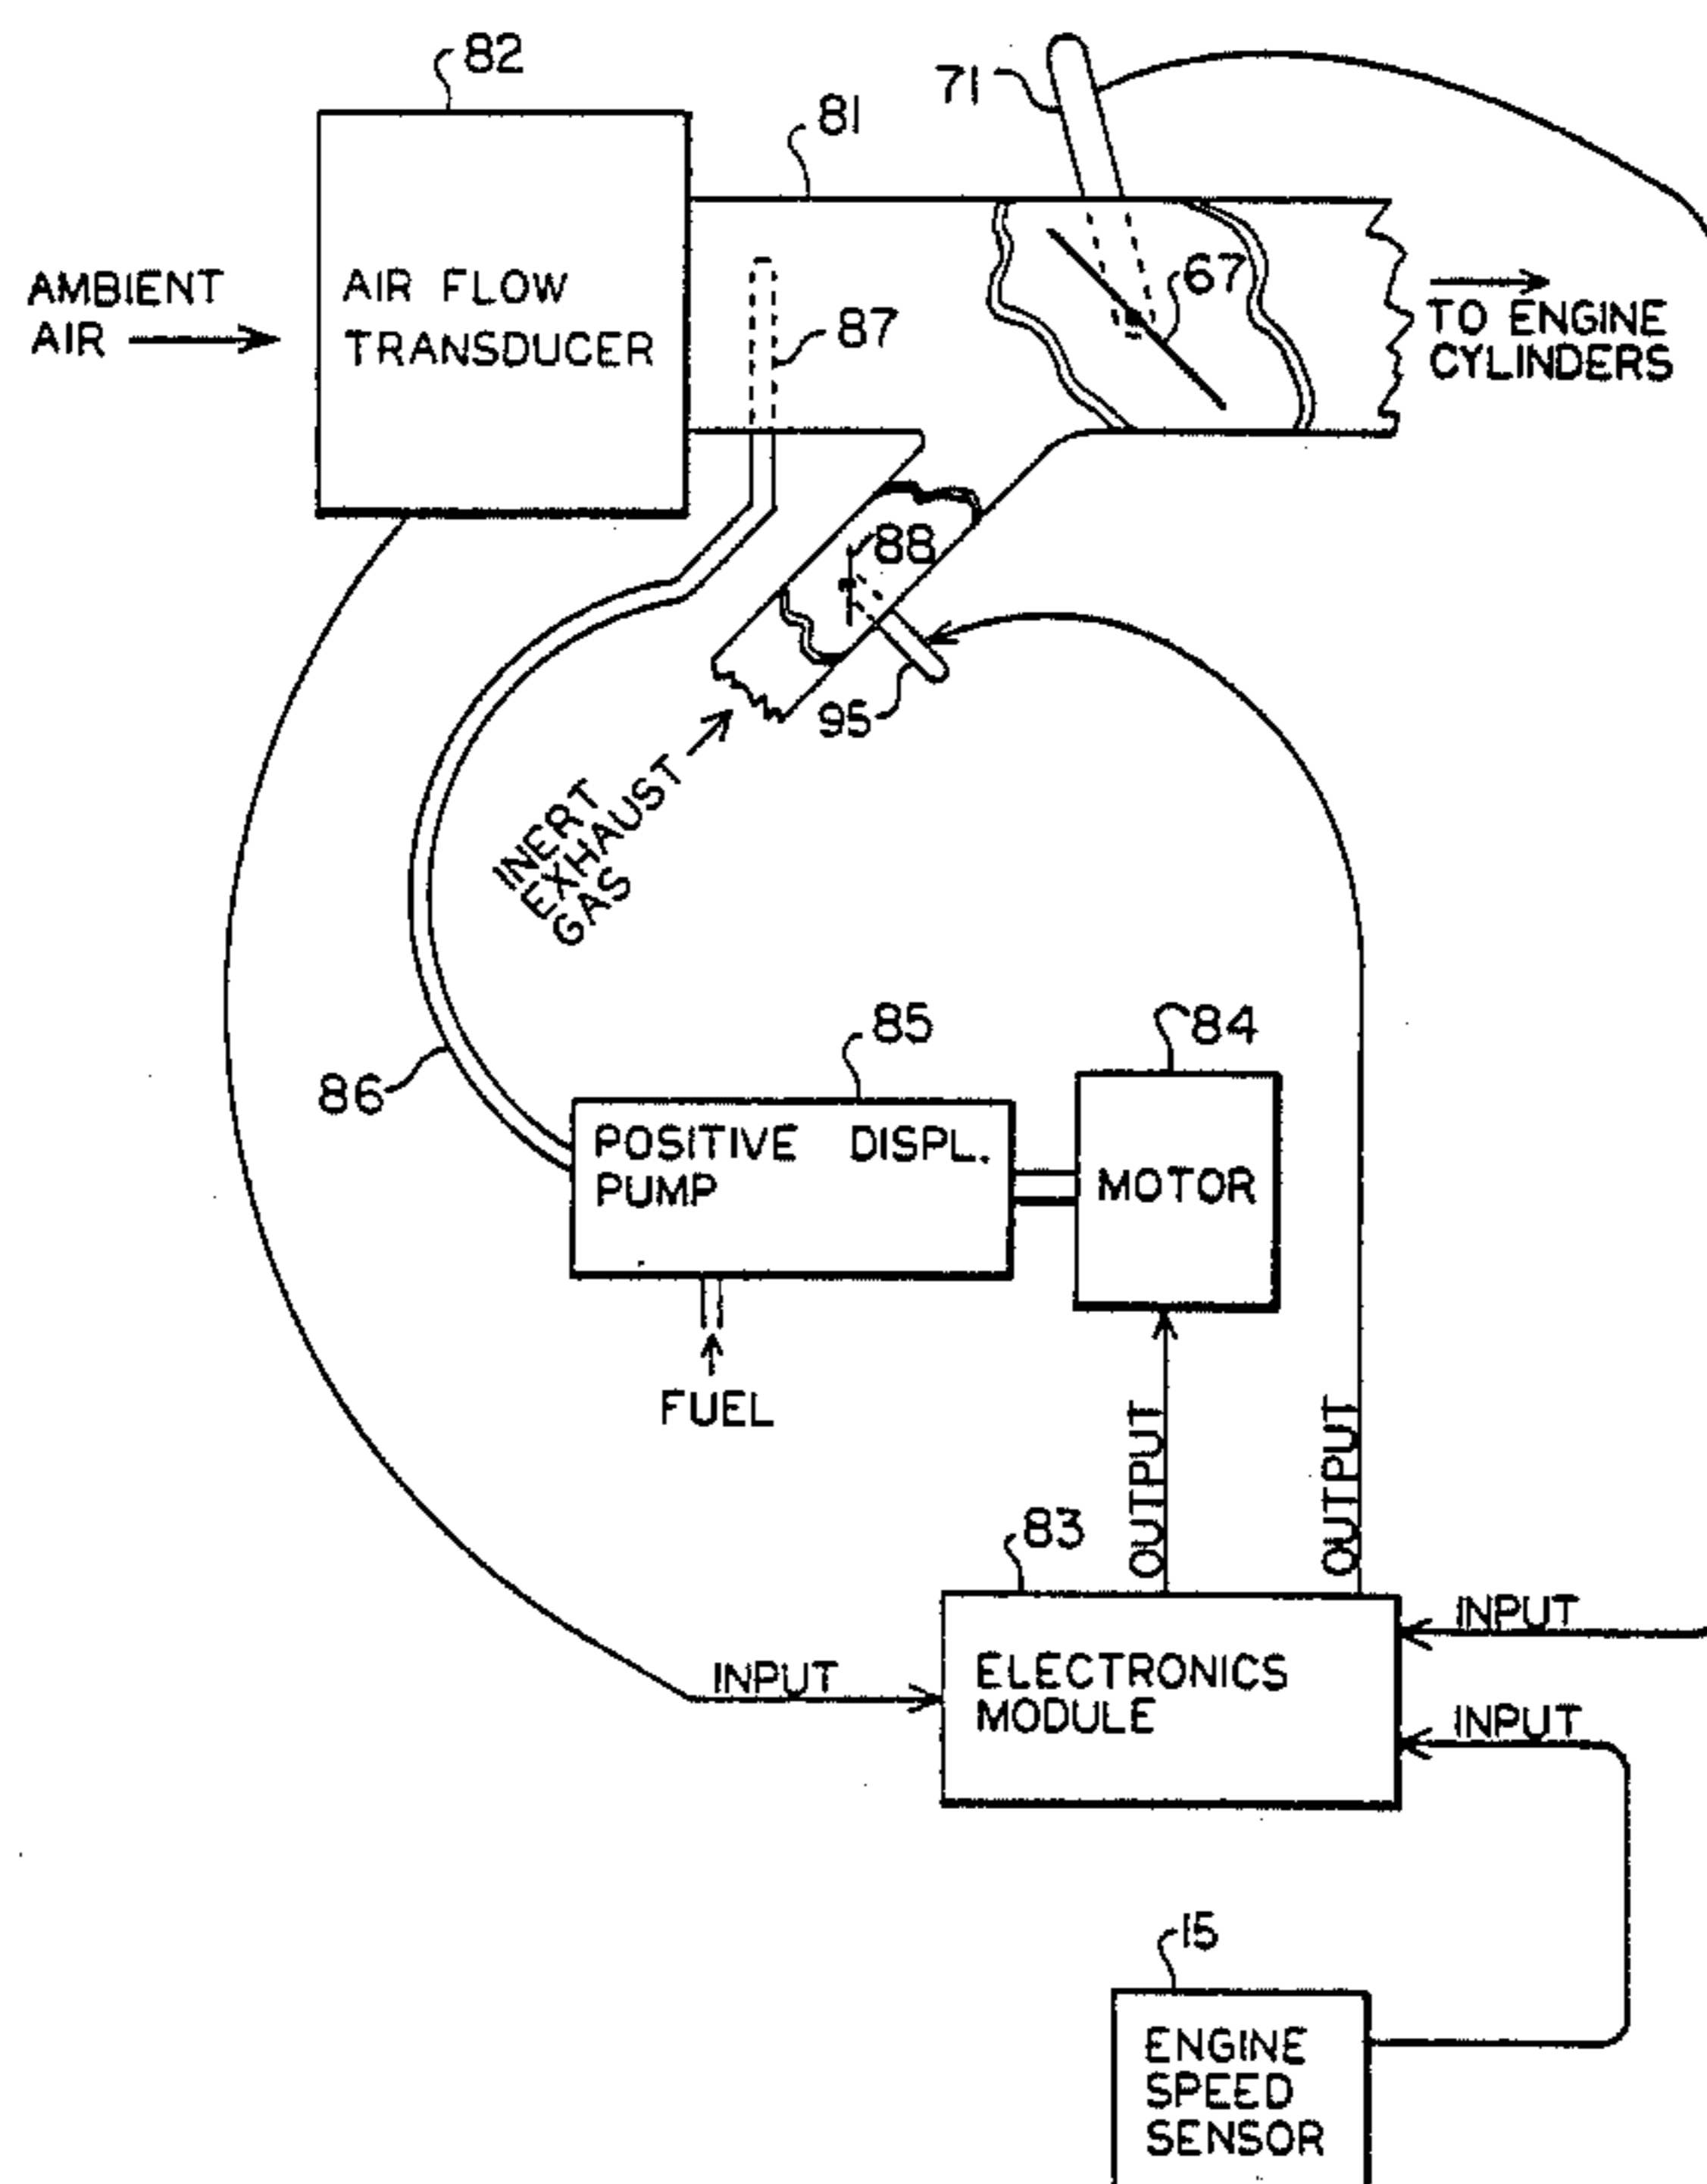 82
81
71
AMBIENT
AIR
AIR FLOW
TRANSDUCER
87
67
TO ENGINE
CYLINDERS
88
95
INERT
EXHAUST
GAS
86
85
84
POSITIVE DISPL.
PUMP
MOTOR
FUEL
OUTPUT
OUTPUT
83
INPUT
INPUT
ELECTRONICS
MODULE
INPUT
15
ENGINE
SPEED
SENSOR